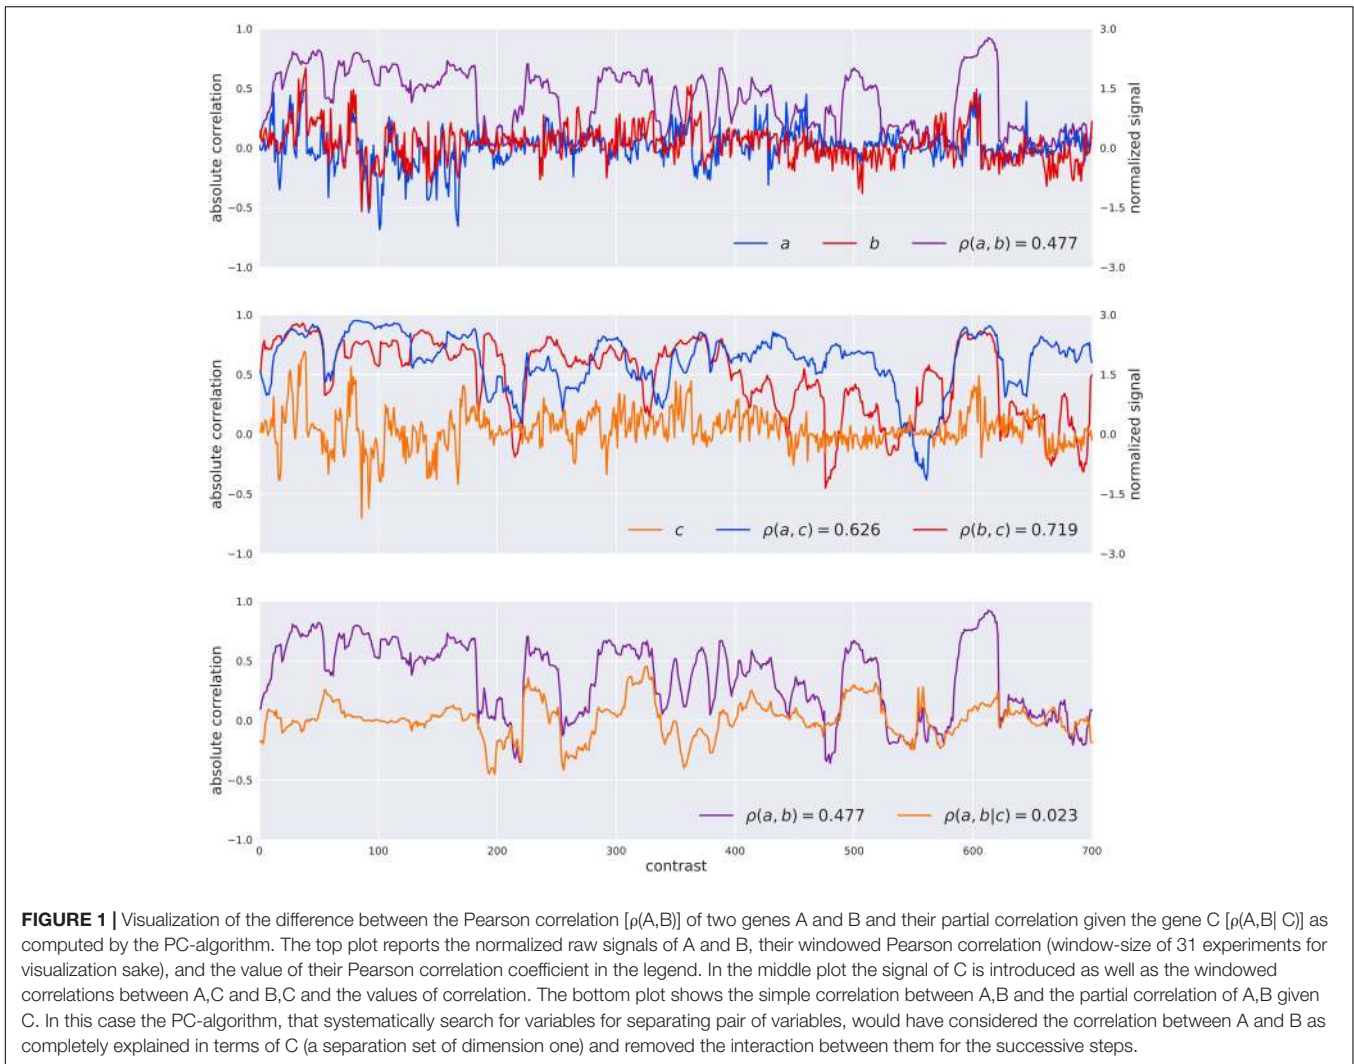 1.0
0.5
0.0
−0.5
−1.0
absolute correlation
3.0
1.5
0.0
−1.5
−3.0
normalized signal
a b ρ(a, b) = 0.477
1.0
0.5
0.0
−0.5
−1.0
absolute correlation
3.0
1.5
0.0
−1.5
−3.0
normalized signal
c ρ(a, c) = 0.626 ρ(b, c) = 0.719
1.0
0.5
0.0
−0.5
−1.0
absolute correlation
ρ(a, b) = 0.477 ρ(a, b|c) = 0.023
0 100 200 300 400 500 600 700
contrast
FIGURE 1 | Visualization of the difference between the Pearson correlation [ρ(A,B)] of two genes A and B and their partial correlation given the gene C [ρ(A,B| C)] as
computed by the PC-algorithm. The top plot reports the normalized raw signals of A and B, their windowed Pearson correlation (window-size of 31 experiments for
visualization sake), and the value of their Pearson correlation coefficient in the legend. In the middle plot the signal of C is introduced as well as the windowed
correlations between A,C and B,C and the values of correlation. The bottom plot shows the simple correlation between A,B and the partial correlation of A,B given
C. In this case the PC-algorithm, that systematically search for variables for separating pair of variables, would have considered the correlation between A and B as
completely explained in terms of C (a separation set of dimension one) and removed the interaction between them for the successive steps.